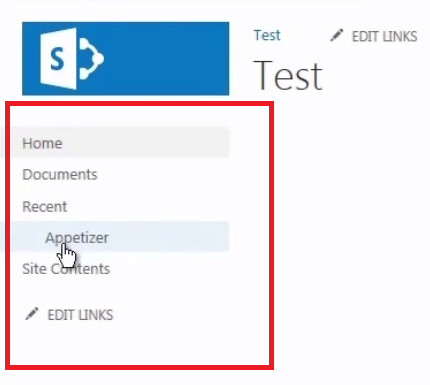 Test EDIT LINKS
Test
Home
Documents
Recent
Appetizer
Site Contents
EDIT LINKS